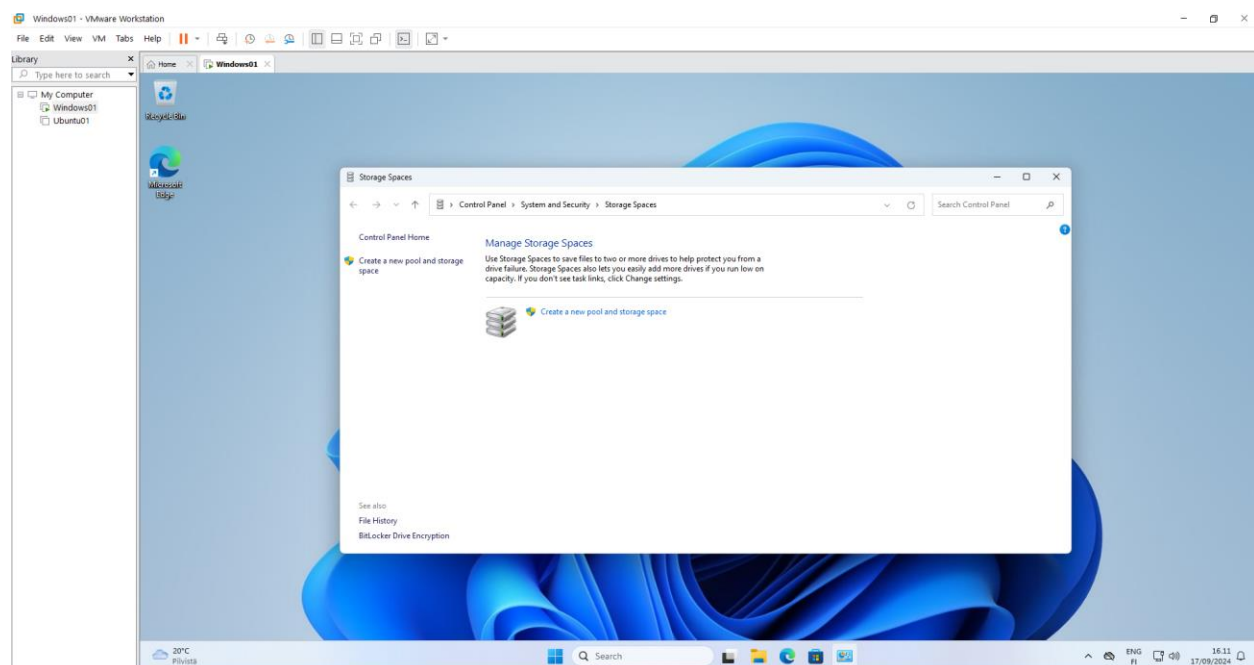 Windows01 - VMware Workstation
File Edit View VM Tabs Help
Library
Type here to search
Home
Windows01
My Computer
Windows01
Ubuntu01
Recycle Bin
Microsoft
Edge
Storage Spaces
Control Panel › System and Security › Storage Spaces
Search Control Panel
Control Panel Home
Create a new pool and storage
space
Manage Storage Spaces
Use Storage Spaces to save files to two or more drives to help protect you from a
drive failure. Storage Spaces also lets you easily add more drives if you run low on
capacity. If you don't see task links, click Change settings.
Create a new pool and storage space
See also
File History
BitLocker Drive Encryption
20°C
Pilvistä
Search
ENG
FI
16.11
17/09/2024